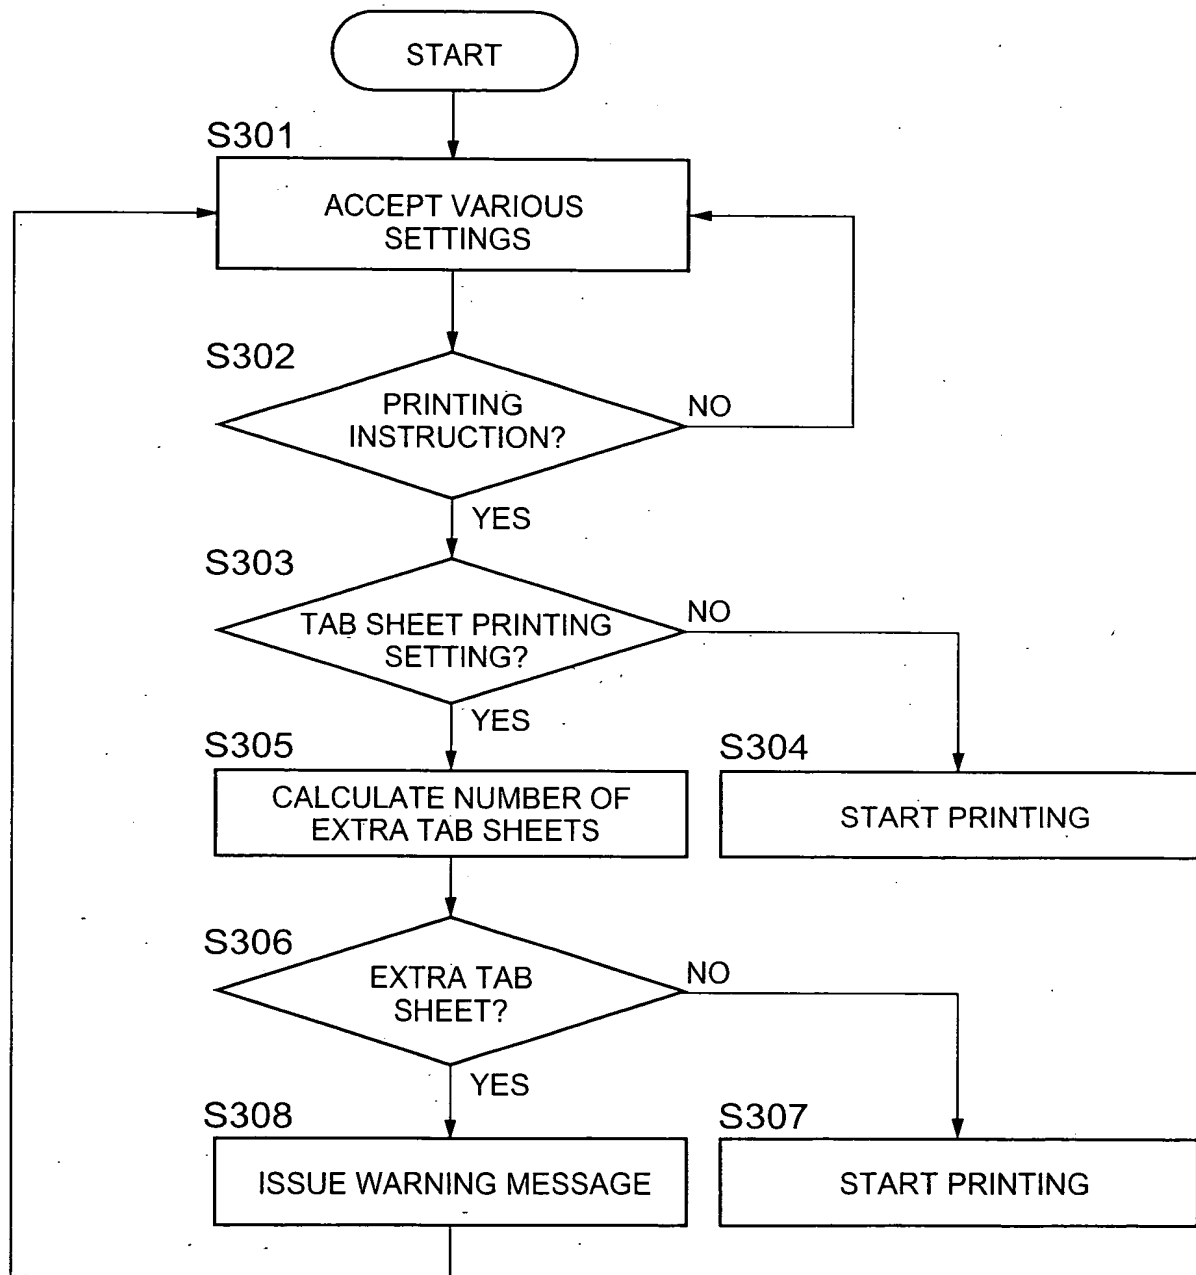 START
S301
ACCEPT VARIOUS
SETTINGS
S302
PRINTING
INSTRUCTION?
NO
YES
S303
TAB SHEET PRINTING
SETTING?
NO
YES
S305
CALCULATE NUMBER OF
EXTRA TAB SHEETS
S304
START PRINTING
S306
EXTRA TAB
SHEET?
NO
YES
S308
ISSUE WARNING MESSAGE
S307
START PRINTING